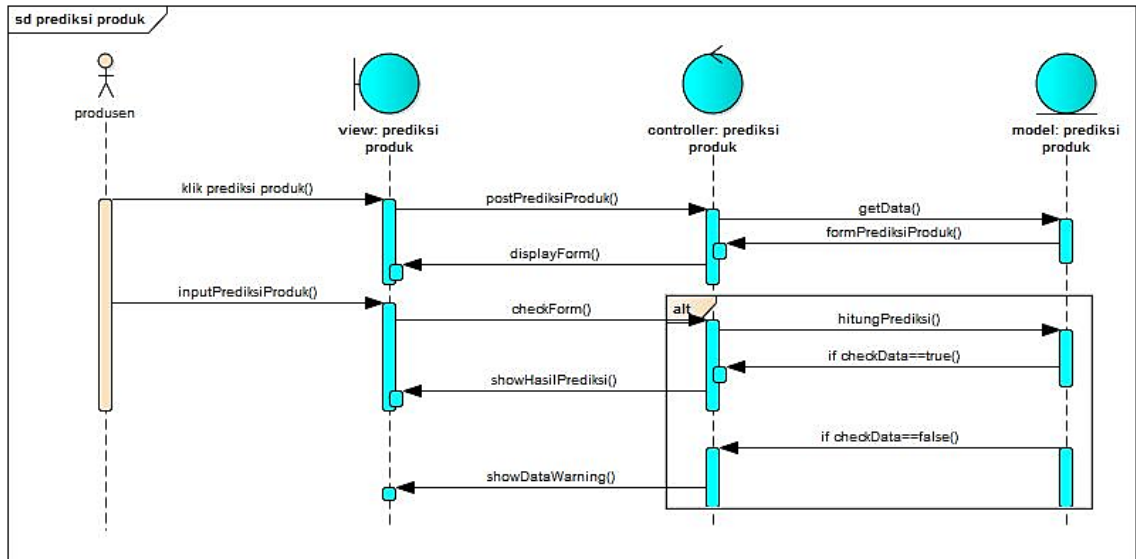 sd prediksi produk
produsen
view: prediksi
produk
controller: prediksi
produk
model: prediksi
produk
klik prediksi produk()
postPrediksiProduk()
getData()
formPrediksiProduk()
displayForm()
inputPrediksiProduk()
alt
checkForm()
hitungPrediksi()
if checkData==true()
showHasilPrediksi()
if checkData==false()
showDataWarning()